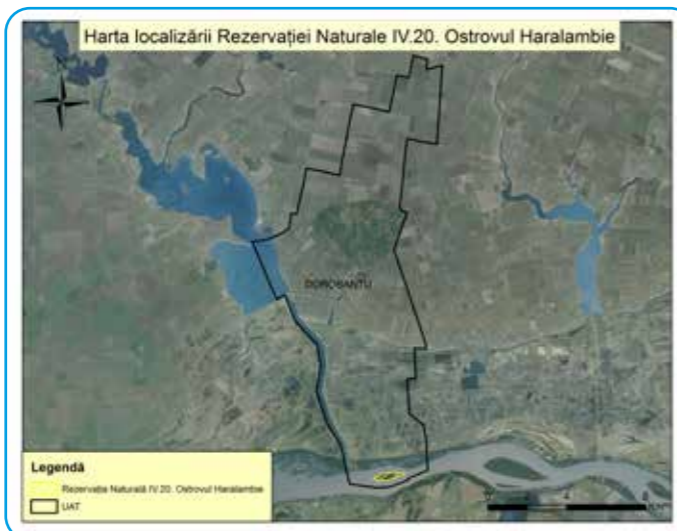 Harta localizării Rezervației Naturale IV.20. Ostrovul Haralambie
DOROBANȚU
Legendă
Rezervația Naturală IV.20. Ostrovul Haralambie
UAT